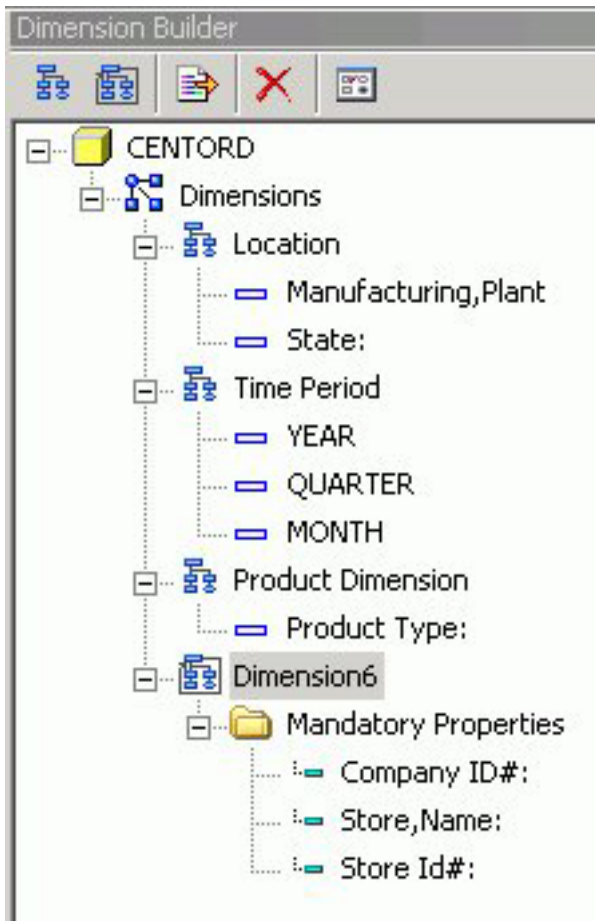 Dimension Builder
CENTORD
Dimensions
Location
Manufacturing,Plant
State:
Time Period
YEAR
QUARTER
MONTH
Product Dimension
Product Type:
Dimension6
Mandatory Properties
Company ID#:
Store,Name:
Store Id#: